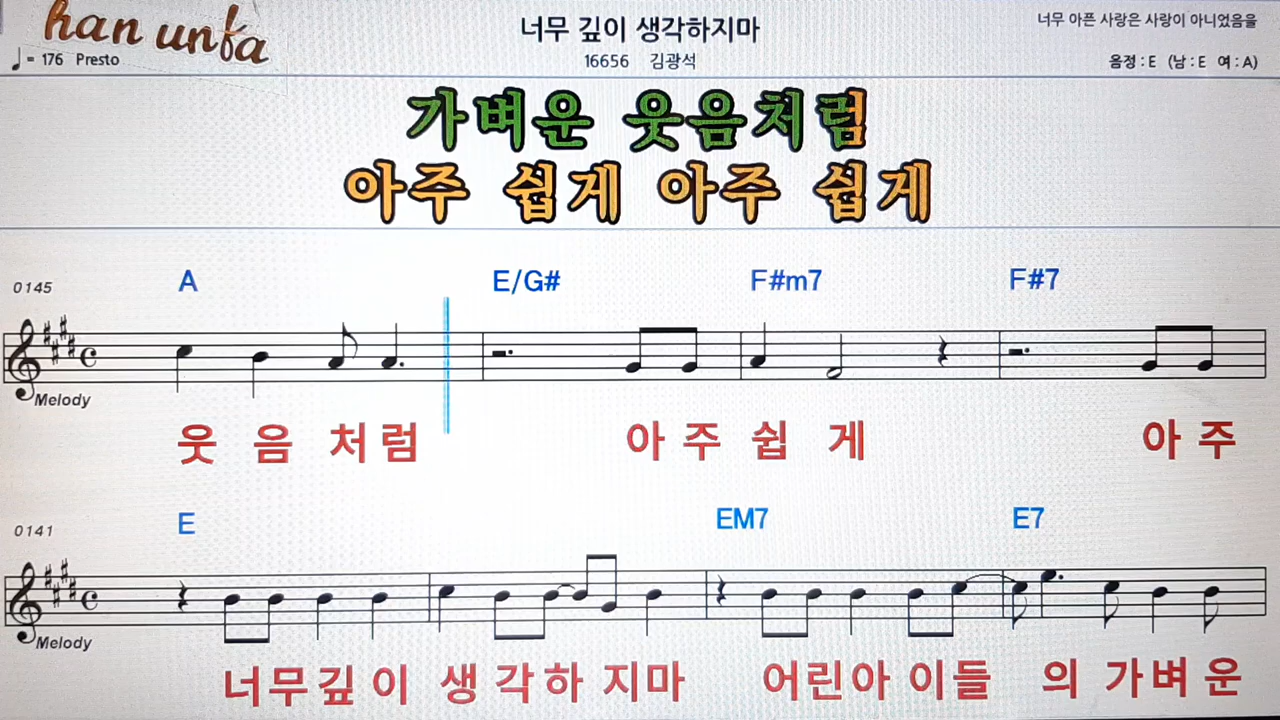 han unfa
너무 깊이 생각하지마
너무 아픈 사랑은 사랑이 아니었음을
♩= 176 Presto
16656 김광석
음정 : E (남 : E 여 : A)
가벼운 웃음처럼
아주 쉽게 아주 쉽게
0145 A E/G# F#m7 F#7
Melody
웃 음 처 럼 아 주 쉽 게 아 주
0141 E EM7 E7
Melody
너무깊이 생각하지마 어린아이들의 가벼운